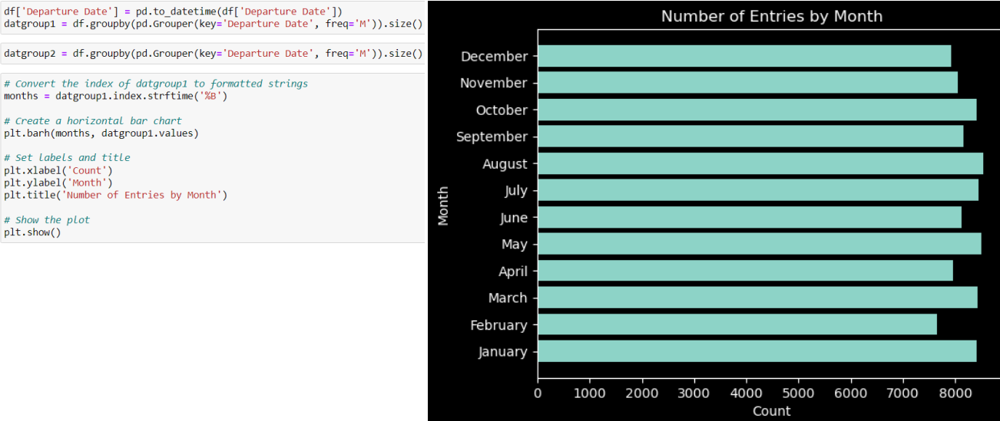 df['Departure Date'] = pd.to_datetime(df['Departure Date'])
datgroup1 = df.groupby(pd.Grouper(key='Departure Date', freq='M')).size()
datgroup2 = df.groupby(pd.Grouper(key='Departure Date', freq='M')).size()
# Convert the index of datgroup1 to formatted strings
months = datgroup1.index.strftime('%B')
# Create a horizontal bar chart
plt.barh(months, datgroup1.values)
# Set labels and title
plt.xlabel('Count')
plt.ylabel('Month')
plt.title('Number of Entries by Month')
# Show the plot
plt.show()
Number of Entries by Month
December
November
October
September
August
July
June
May
April
March
February
January
Month
0 1000 2000 3000 4000 5000 6000 7000 8000
Count